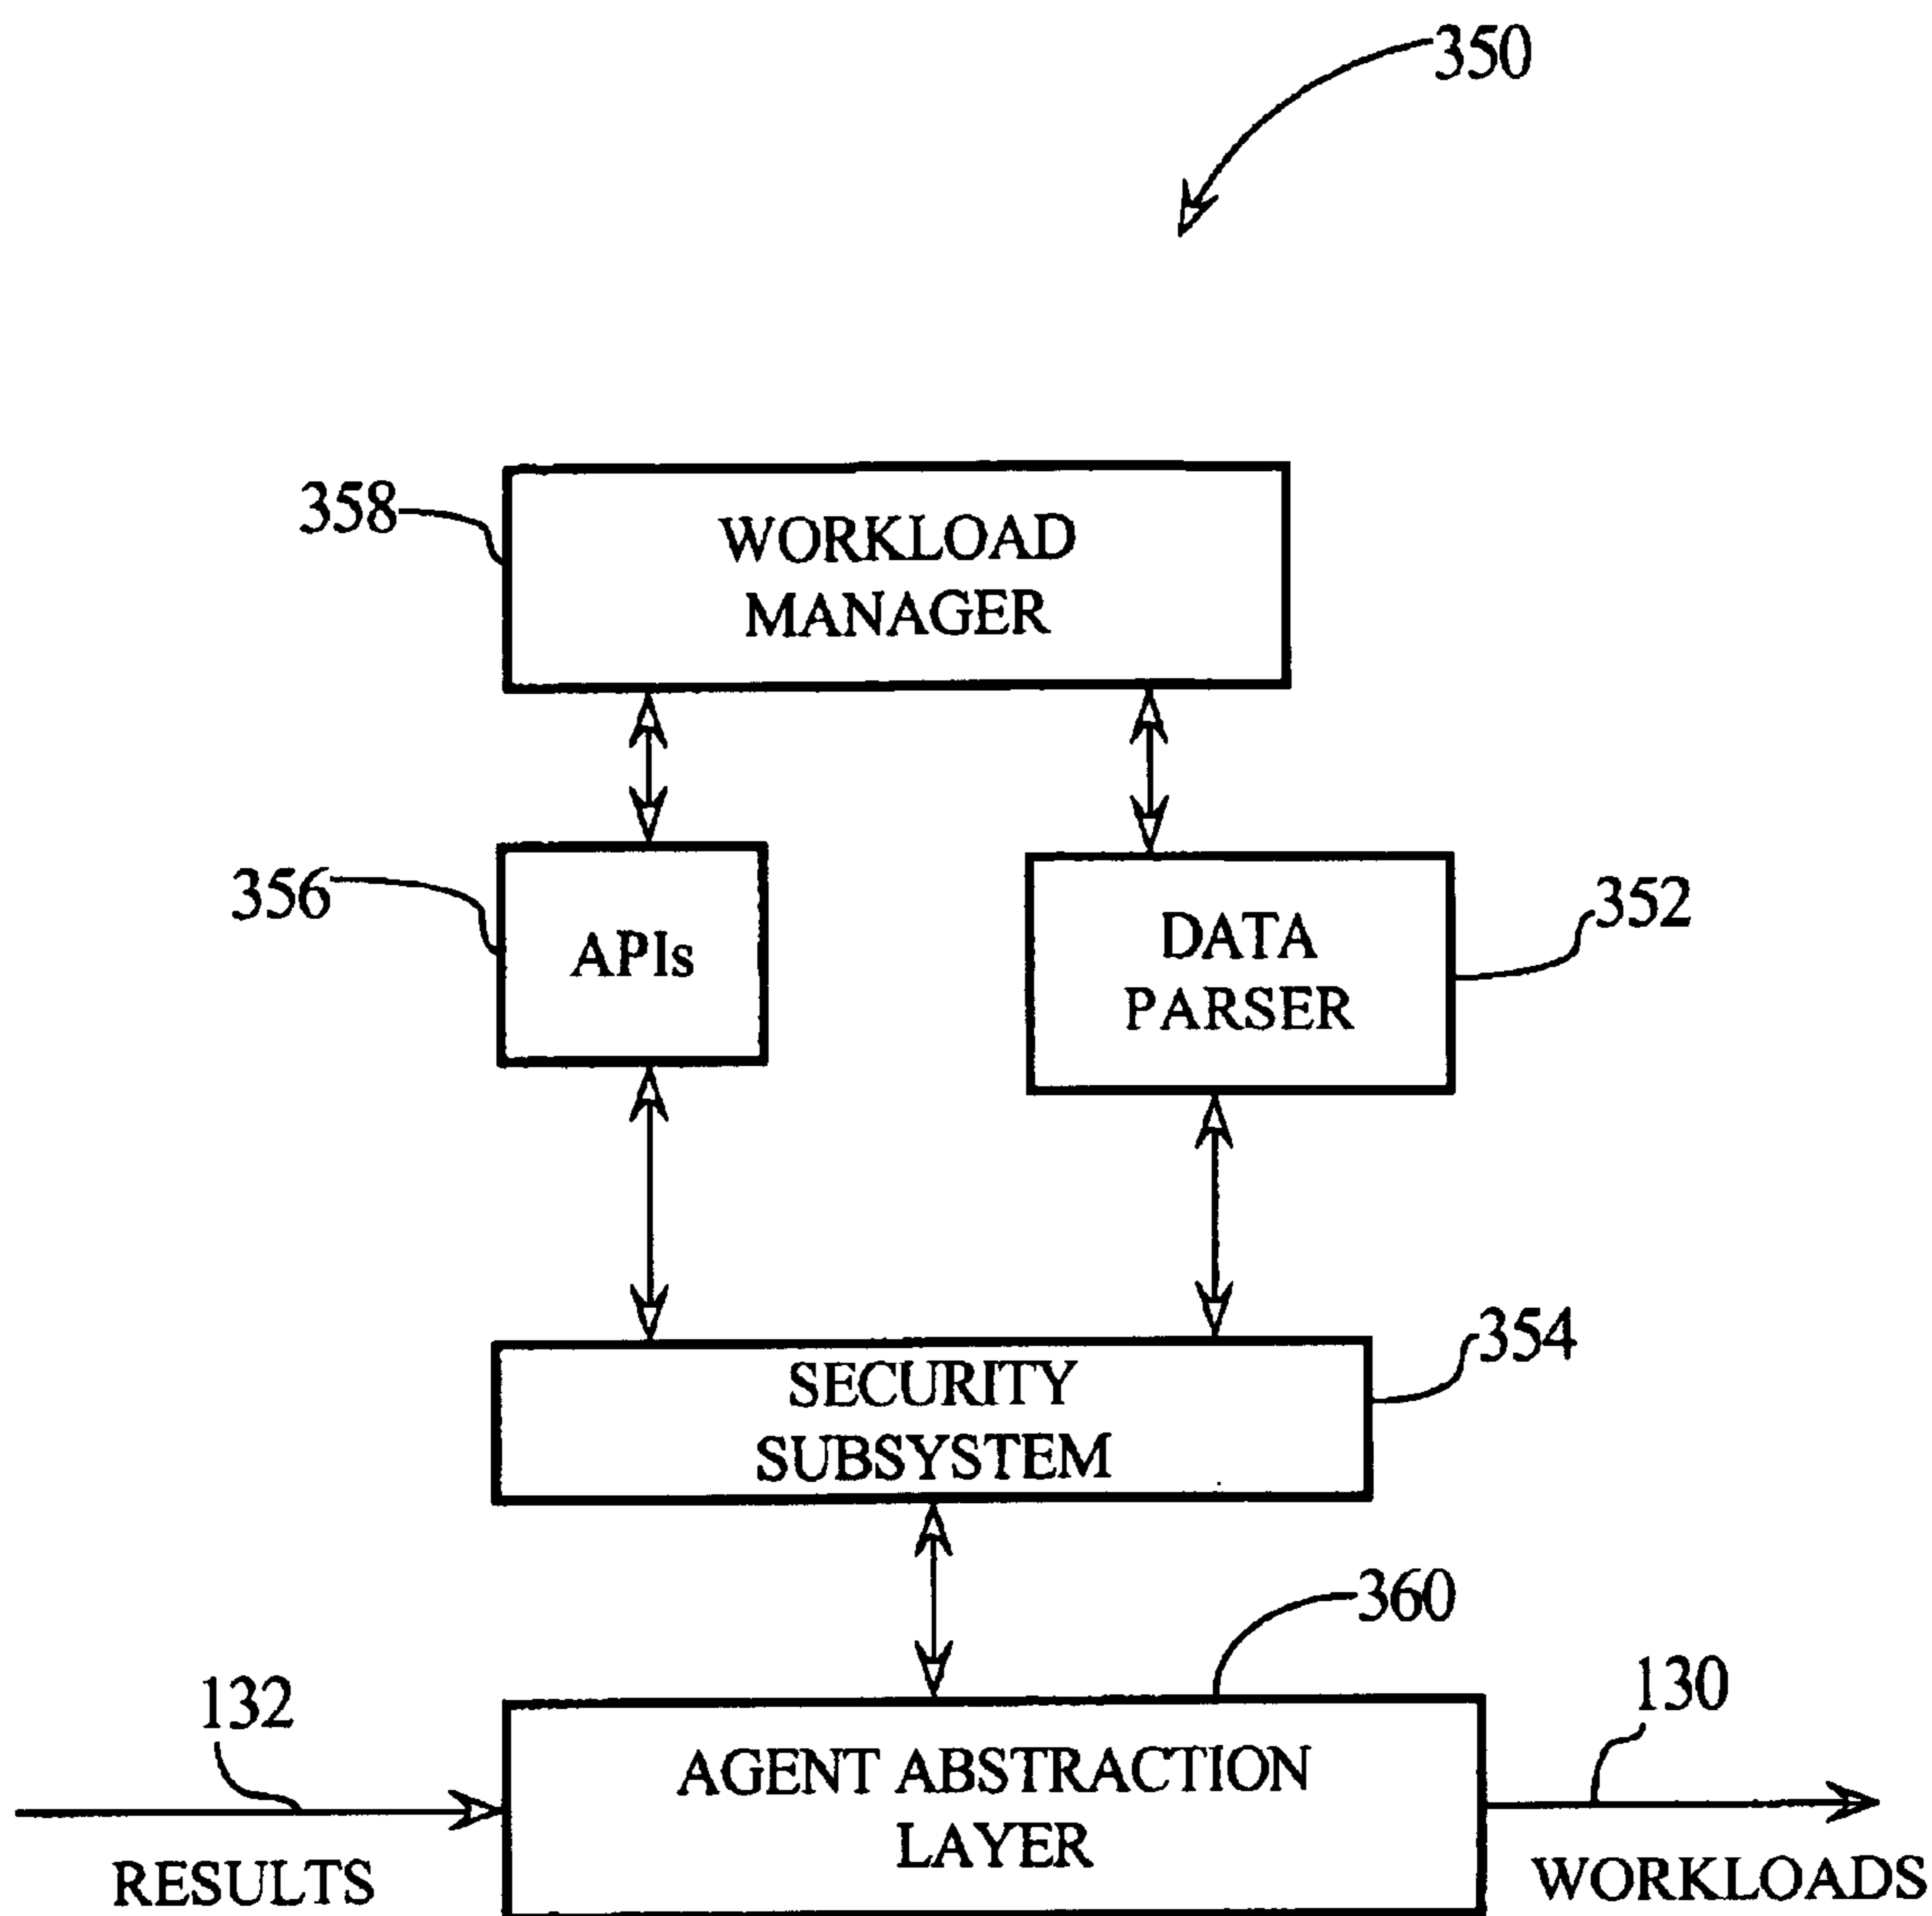 350
358
WORKLOAD
MANAGER
356
APIs
DATA
PARSER
352
354
SECURITY
SUBSYSTEM
360
132
130
AGENT ABSTRACTION
LAYER
RESULTS
WORKLOADS